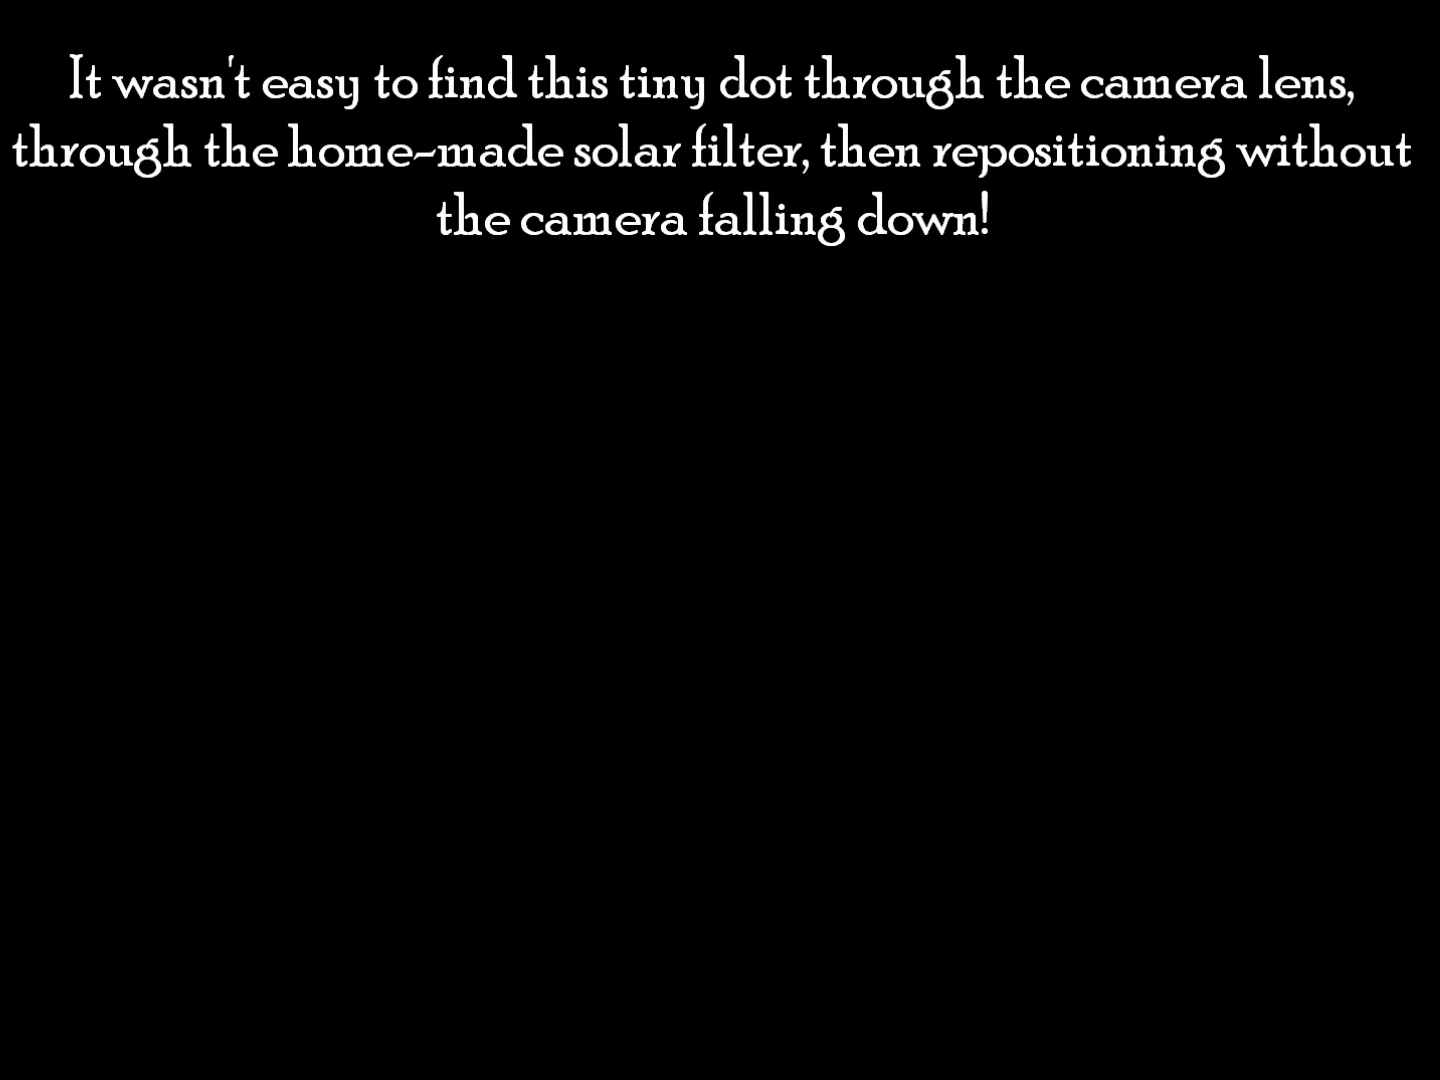 It wasn't easy to find this tiny dot through the camera lens,
through the home-made solar filter, then repositioning without
the camera falling down!